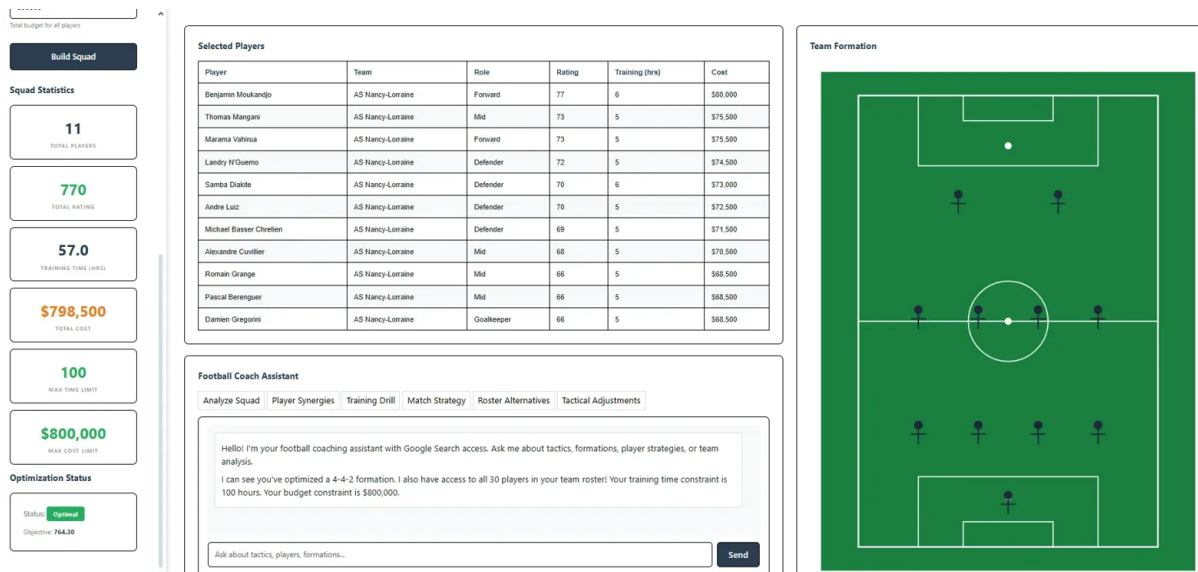 Total budget for all players
Build Squad
Squad Statistics
11
TOTAL PLAYERS
770
TOTAL RATING
57.0
TRAINING TIME (HRS)
$798,500
TOTAL COST
100
MAX TIME LIMIT
$800,000
MAX COST LIMIT
Optimization Status
Status: Optimal
Objective: 764.30
Selected Players
Player Team Role Rating Training (hrs) Cost
Benjamin Moukandjo AS Nancy-Lorraine Forward 77 6 $80,000
Thomas Mangani AS Nancy-Lorraine Mid 73 5 $75,500
Marama Vahirua AS Nancy-Lorraine Forward 73 5 $75,500
Landry N'Guemo AS Nancy-Lorraine Defender 72 5 $74,500
Samba Diakite AS Nancy-Lorraine Defender 70 6 $73,000
Andre Luiz AS Nancy-Lorraine Defender 70 5 $72,500
Michael Basser Chretien AS Nancy-Lorraine Defender 69 5 $71,500
Alexandre Cuvillier AS Nancy-Lorraine Mid 68 5 $70,500
Romain Grange AS Nancy-Lorraine Mid 66 5 $68,500
Pascal Berenguer AS Nancy-Lorraine Mid 66 5 $68,500
Damien Gregorini AS Nancy-Lorraine Goalkeeper 66 5 $68,500
Football Coach Assistant
Analyze Squad Player Synergies Training Drill Match Strategy Roster Alternatives Tactical Adjustments
Hello! I'm your football coaching assistant with Google Search access. Ask me about tactics, formations, player strategies, or team
analysis.
I can see you've optimized a 4-4-2 formation. I also have access to all 30 players in your team roster! Your training time constraint is
100 hours. Your budget constraint is $800,000.
Ask about tactics, players, formations...
Send
Team Formation